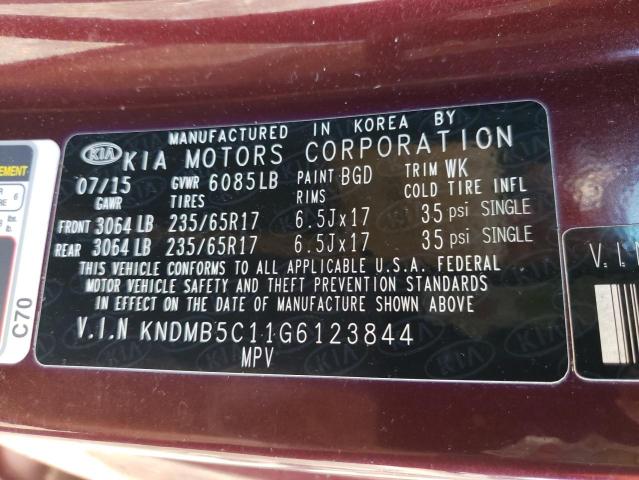 MANUFACTURED IN KOREA BY
KIA KIA MOTORS CORPORATION
07/15 GVWR 6085LB PAINT BGD TRIM WK
GAWR TIRES RIMS COLD TIRE INFL
FRONT 3064 LB 235/65R17 6.5Jx17 35 psi SINGLE
REAR 3064 LB 235/65R17 6.5Jx17 35 psi SINGLE
THIS VEHICLE CONFORMS TO ALL APPLICABLE U.S.A. FEDERAL
MOTOR VEHICLE SAFETY AND THEFT PREVENTION STANDARDS
IN EFFECT ON THE DATE OF MANUFACTURE SHOWN ABOVE.
V.I.N KNDMB5C11G6123844
MPV
C70
V.I.